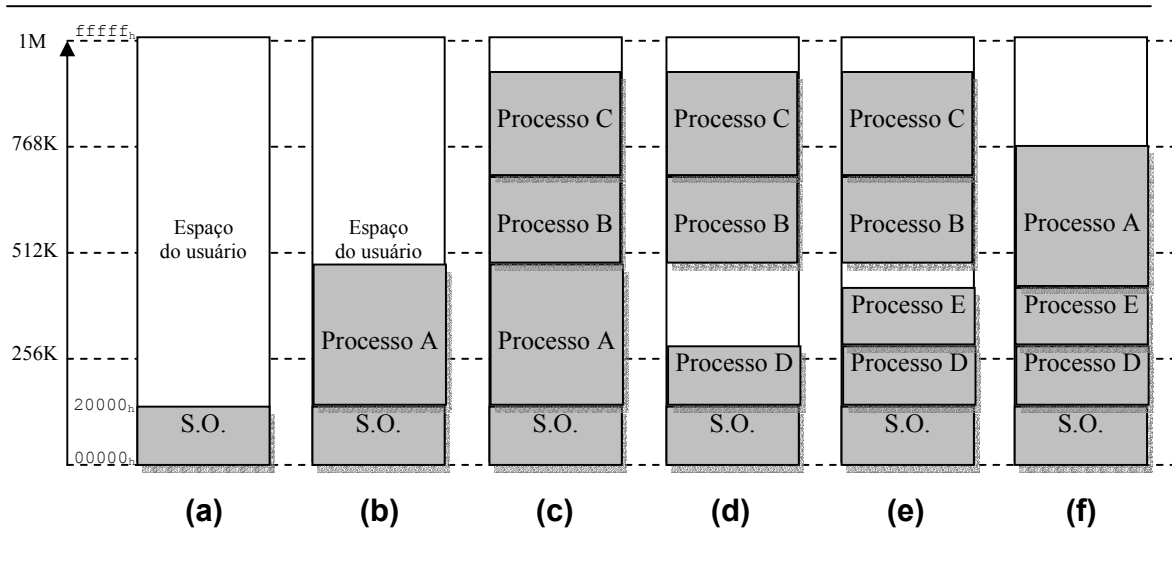 1M
fffffh
768K
512K
256K
20000h
00000h
Espaço
do usuário
S.O.
(a)
Espaço
do usuário
Processo A
S.O.
(b)
Processo C
Processo B
Processo A
S.O.
(c)
Processo C
Processo B
Processo D
S.O.
(d)
Processo C
Processo B
Processo E
Processo D
S.O.
(e)
Processo A
Processo E
Processo D
S.O.
(f)